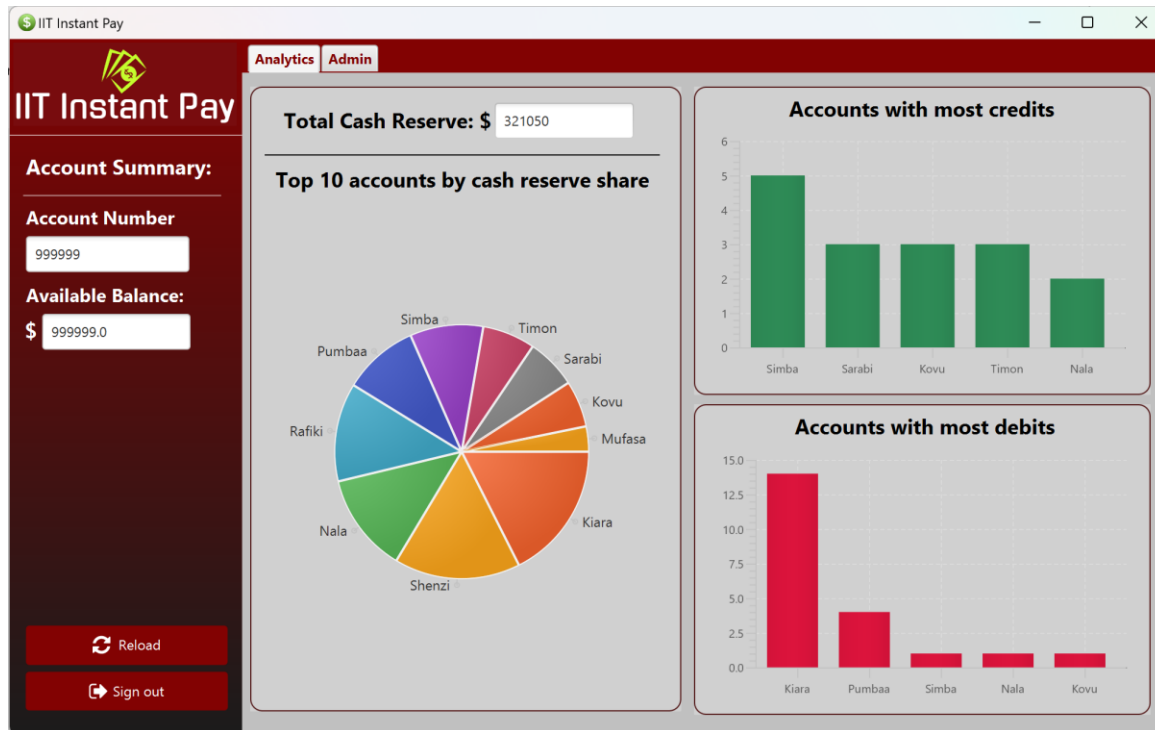 IIT Instant Pay
IIT Instant Pay
Account Summary:
Account Number
999999
Available Balance:
$ 999999.0
Reload
Sign out
Analytics Admin
Total Cash Reserve: $ 321050
Top 10 accounts by cash reserve share
Simba
Timon
Pumbaa
Sarabi
Kovu
Rafiki
Mufasa
Kiara
Nala
Shenzi
Accounts with most credits
6
5
4
3
2
1
0
Simba Sarabi Kovu Timon Nala
Accounts with most debits
15.0
12.5
10.0
7.5
5.0
2.5
0.0
Kiara Pumbaa Simba Nala Kovu